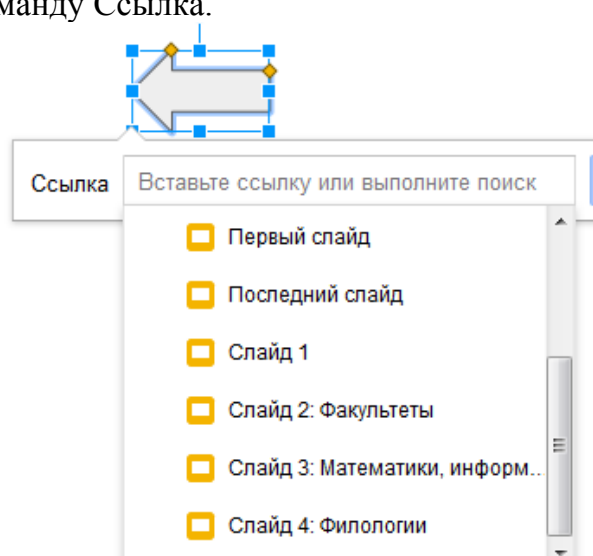 манду Ссылка.
Ссылка
Вставьте ссылку или выполните поиск
Первый слайд
Последний слайд
Слайд 1
Слайд 2: Факультеты
Слайд 3: Математики, информ...
Слайд 4: Филологии